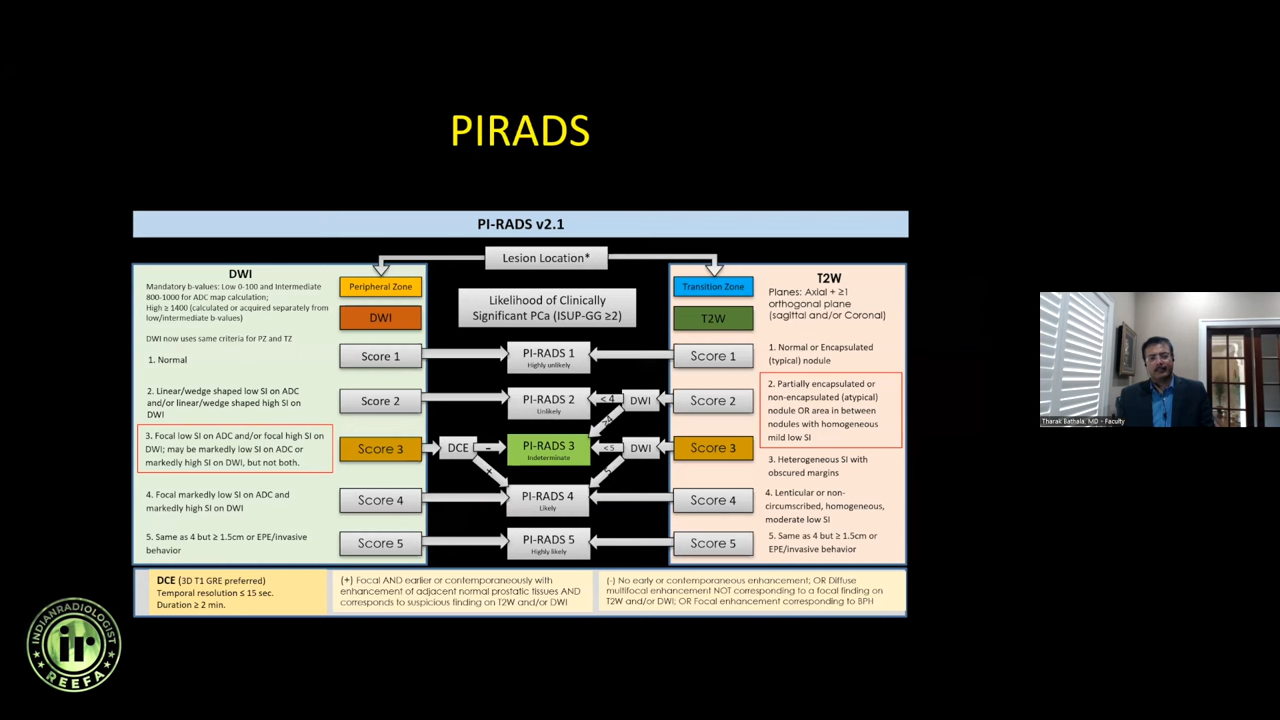 PIRADS
PI-RADS v2.1
Lesion Location*
DWI
Mandatory b-values: Low 0-100 and Intermediate
800-1000 for ADC map calculation;
High ≥ 1400 (calculated or acquired separately from
low/intermediate b-values)
DWI now uses same criteria for PZ and TZ
1. Normal
2. Linear/wedge shaped low SI on ADC
and/or linear/wedge shaped high SI on
DWI
3. Focal low SI on ADC and/or focal high SI on
DWI; may be markedly low SI on ADC or
markedly high SI on DWI, but not both.
4. Focal markedly low SI on ADC and
markedly high SI on DWI
5. Same as 4 but ≥ 1.5cm or EPE/invasive
behavior
Peripheral Zone
DWI
Score 1
Score 2
Score 3
Score 4
Score 5
Likelihood of Clinically
Significant PCa (ISUP-GG ≥2)
PI-RADS 1
Highly unlikely
PI-RADS 2
Unlikely
< 4
DWI
≥4
DCE
-
+
PI-RADS 3
Indeterminate
< 5
DWI
5
PI-RADS 4
Likely
PI-RADS 5
Highly likely
Transition Zone
T2W
Score 1
Score 2
Score 3
Score 4
Score 5
T2W
Planes: Axial + ≥1
orthogonal plane
(sagittal and/or Coronal)
1. Normal or Encapsulated
(typical) nodule
2. Partially encapsulated or
non-encapsulated (atypical)
nodule OR area in between
nodules with homogeneous
mild low SI
3. Heterogeneous SI with
obscured margins
4. Lenticular or non-
circumscribed, homogeneous,
moderate low SI
5. Same as 4 but ≥ 1.5cm or
EPE/invasive behavior
DCE (3D T1 GRE preferred)
Temporal resolution ≤ 15 sec.
Duration ≥ 2 min.
(+) Focal AND earlier or contemporaneously with
enhancement of adjacent normal prostatic tissues AND
corresponds to suspicious finding on T2W and/or DWI
(-) No early or contemporaneous enhancement; OR Diffuse
multifocal enhancement NOT corresponding to a focal finding on
T2W and/or DWI; OR Focal enhancement corresponding to BPH
Tharak Bathala, MD - Faculty
INDIANRADIOLOGIST
ir
REEFA